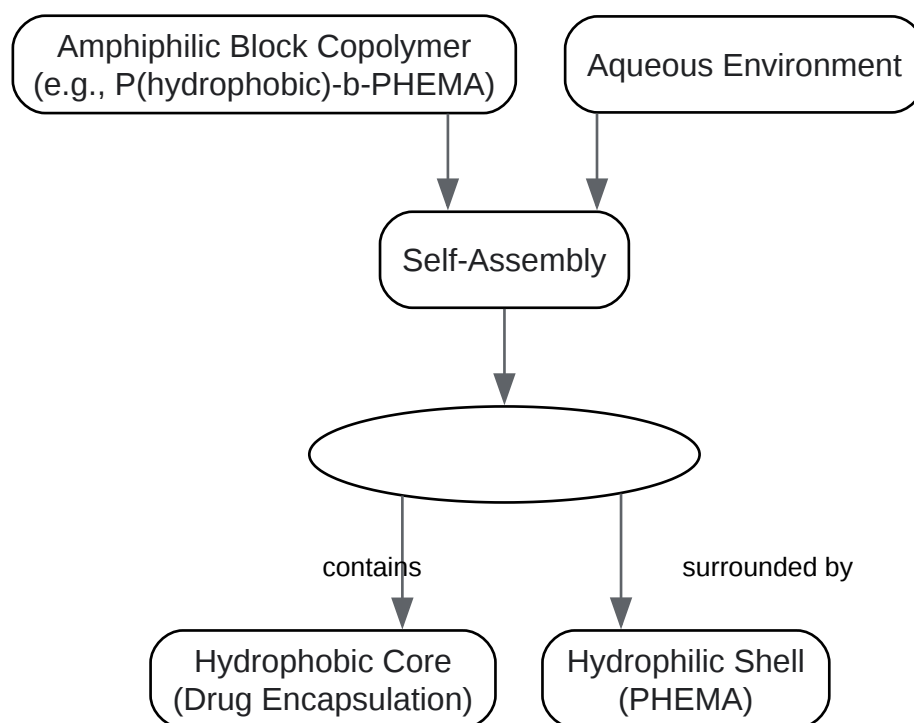 Amphiphilic Block Copolymer
(e.g., P(hydrophobic)-b-PHEMA)
Aqueous Environment
Self-Assembly
contains
surrounded by
Hydrophobic Core
(Drug Encapsulation)
Hydrophilic Shell
(PHEMA)